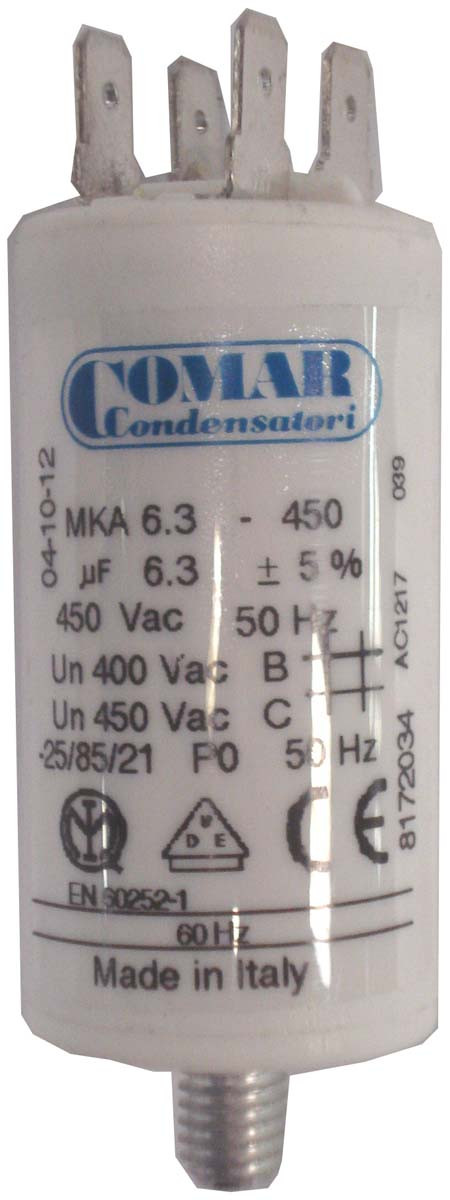 COMAR
Condensatori
MKA 6.3 - 450
µF 6.3 ± 5 %
450 Vac 50 Hz
Un 400 Vac B
Un 450 Vac C
-25/85/21 P0 50 Hz
V
D E
CE
EN 60252-1
60 Hz
Made in Italy
04-10-12
8172034 AC1217 039